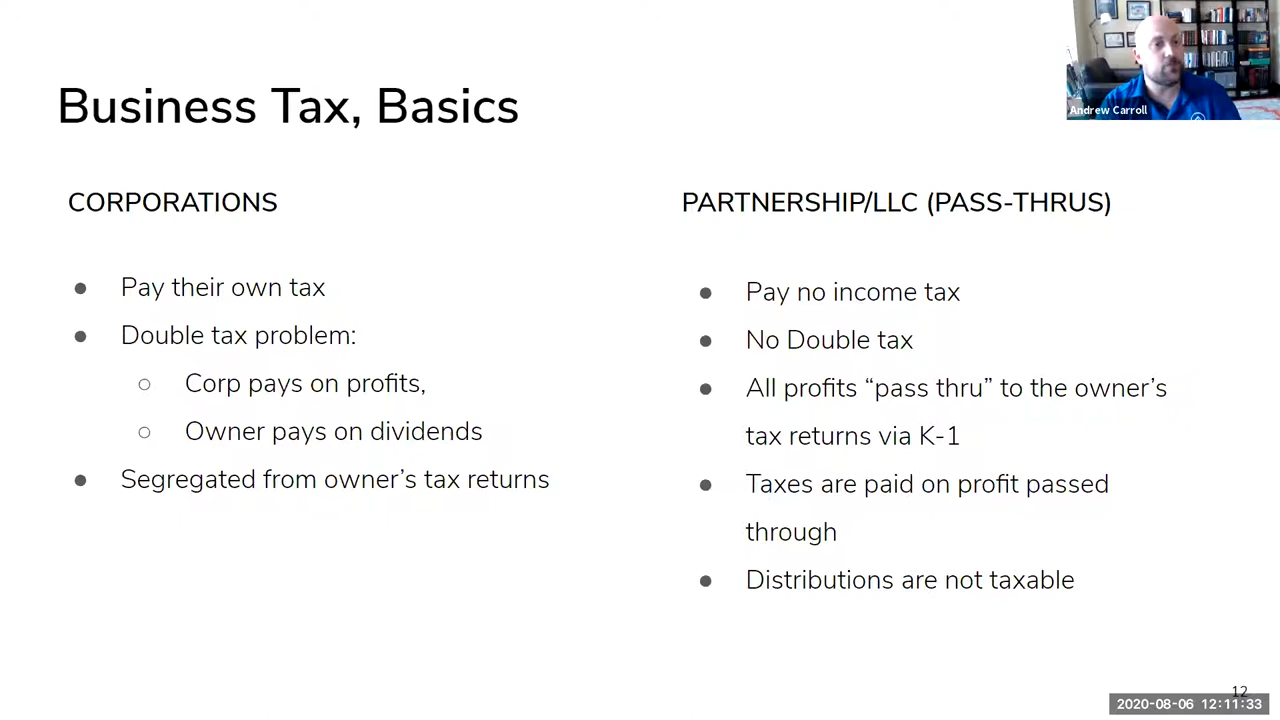 Andrew Carroll
Business Tax, Basics
CORPORATIONS
● Pay their own tax
● Double tax problem:
○ Corp pays on profits,
○ Owner pays on dividends
● Segregated from owner’s tax returns
PARTNERSHIP/LLC (PASS-THRUS)
● Pay no income tax
● No Double tax
● All profits “pass thru” to the owner’s
tax returns via K-1
● Taxes are paid on profit passed
through
● Distributions are not taxable
12
2020-08-06 12:11:33